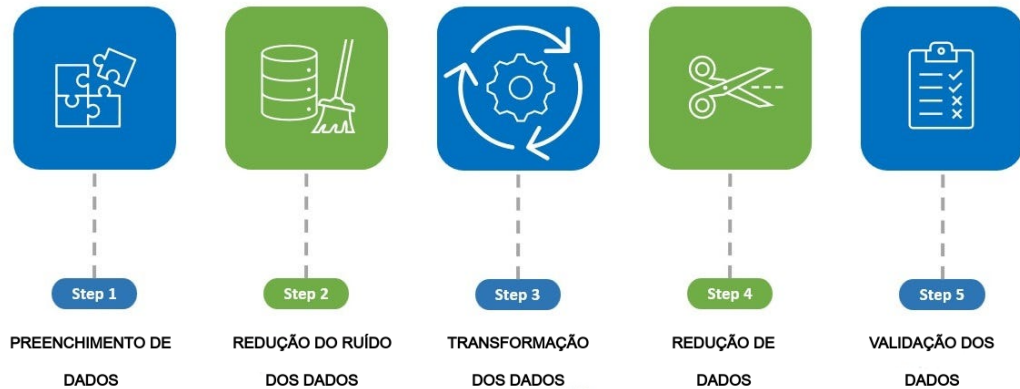 Step 1
Step 2
Step 3
Step 4
Step 5
PREENCHIMENTO DE
DADOS
REDUÇÃO DO RUÍDO
DOS DADOS
TRANSFORMAÇÃO
DOS DADOS
REDUÇÃO DE
DADOS
VALIDAÇÃO DOS
DADOS